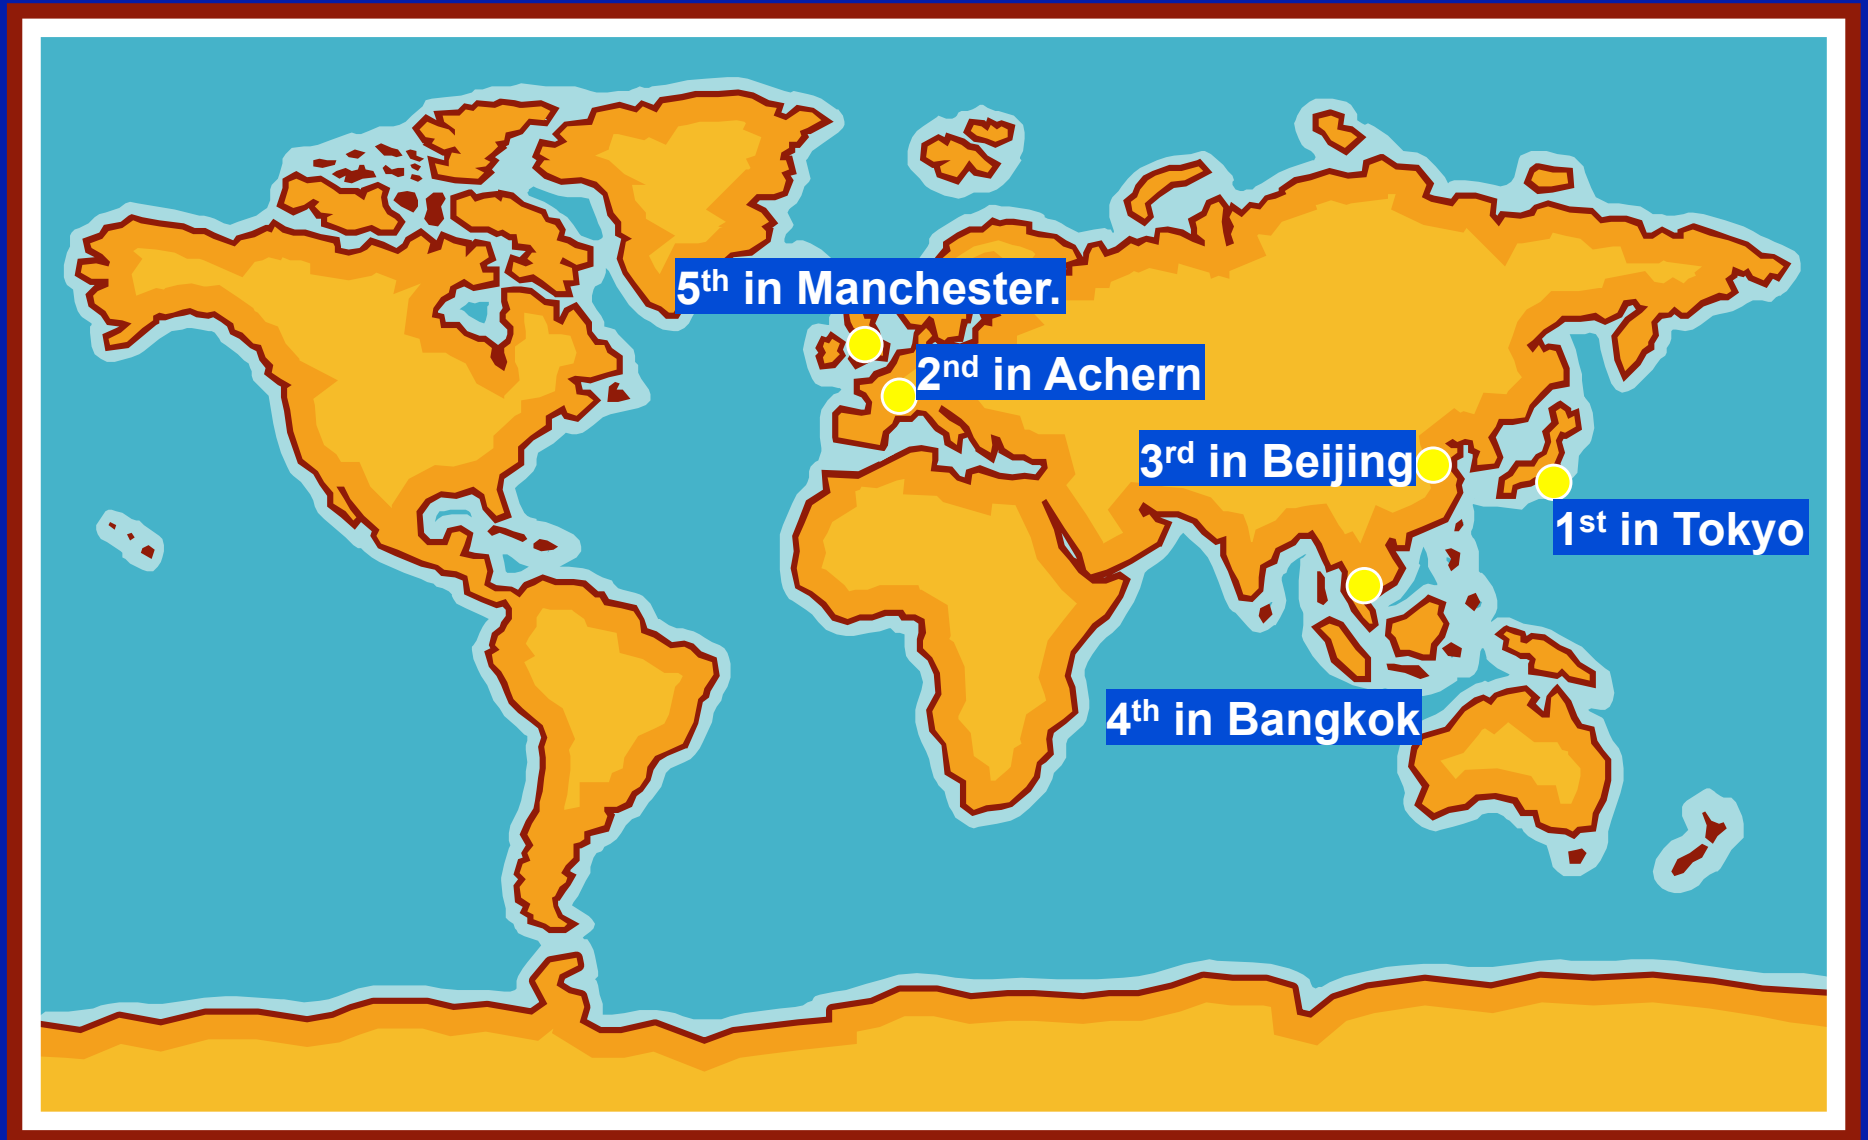 5th in Manchester.
2nd in Achern
3rd in Beijing
1st in Tokyo
4th in Bangkok